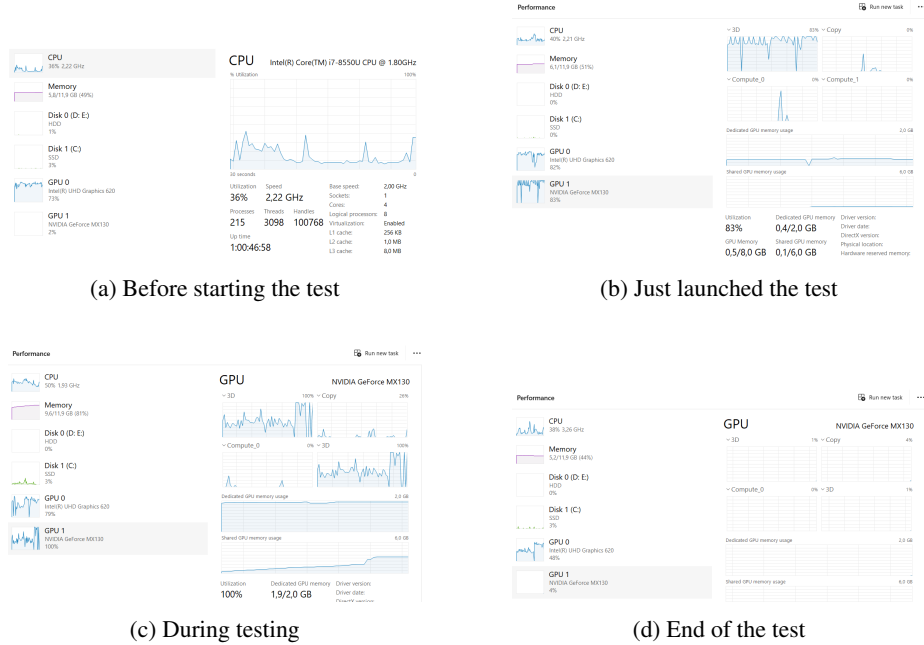 CPU
36% 2,22 GHz
Memory
5,8/11,9 GB (49%)
Disk 0 (D: E:)
HDD
1%
Disk 1 (C:)
SSD
3%
GPU 0
Intel(R) UHD Graphics 620
73%
GPU 1
NVIDIA GeForce MX130
2%
CPU Intel(R) Core(TM) i7-8550U CPU @ 1.80GHz
% Utilization 100%
30 seconds 0
Utilization Speed
36% 2,22 GHz
Processes Threads Handles
215 3098 100768
Up time
1:00:46:58
Base speed: 2,00 GHz
Sockets: 1
Cores: 4
Logical processors: 8
Virtualization: Enabled
L1 cache: 256 KB
L2 cache: 1,0 MB
L3 cache: 8,0 MB
(a) Before starting the test
Performance
Run new task ...
CPU
40% 2,21 GHz
Memory
6,1/11,9 GB (51%)
Disk 0 (D: E:)
HDD
0%
Disk 1 (C:)
SSD
0%
GPU 0
Intel(R) UHD Graphics 620
82%
GPU 1
NVIDIA GeForce MX130
83%
3D 83% Copy 0%
Compute_0 0% Compute_1 0%
Dedicated GPU memory usage 2,0 GB
Shared GPU memory usage 6,0 GB
Utilization Dedicated GPU memory
83% 0,4/2,0 GB
GPU Memory Shared GPU memory
0,5/8,0 GB 0,1/6,0 GB
Driver version:
Driver date:
DirectX version:
Physical location:
Hardware reserved memory:
(b) Just launched the test
Performance
Run new task ...
CPU
50% 1,93 GHz
Memory
9,6/11,9 GB (81%)
Disk 0 (D: E:)
HDD
0%
Disk 1 (C:)
SSD
3%
GPU 0
Intel(R) UHD Graphics 620
79%
GPU 1
NVIDIA GeForce MX130
100%
GPU NVIDIA GeForce MX130
3D 100% Copy 26%
Compute_0 0% 3D 100%
Dedicated GPU memory usage 2,0 GB
Shared GPU memory usage 6,0 GB
Utilization Dedicated GPU memory
100% 1,9/2,0 GB
Driver version:
Driver date:
(c) During testing
Performance
Run new task ...
CPU
38% 3,26 GHz
Memory
5,2/11,9 GB (44%)
Disk 0 (D: E:)
HDD
0%
Disk 1 (C:)
SSD
3%
GPU 0
Intel(R) UHD Graphics 620
48%
GPU 1
NVIDIA GeForce MX130
4%
GPU NVIDIA GeForce MX130
3D 1% Copy 4%
Compute_0 0% 3D 1%
Dedicated GPU memory usage 2,0 GB
Shared GPU memory usage 6,0 GB
(d) End of the test